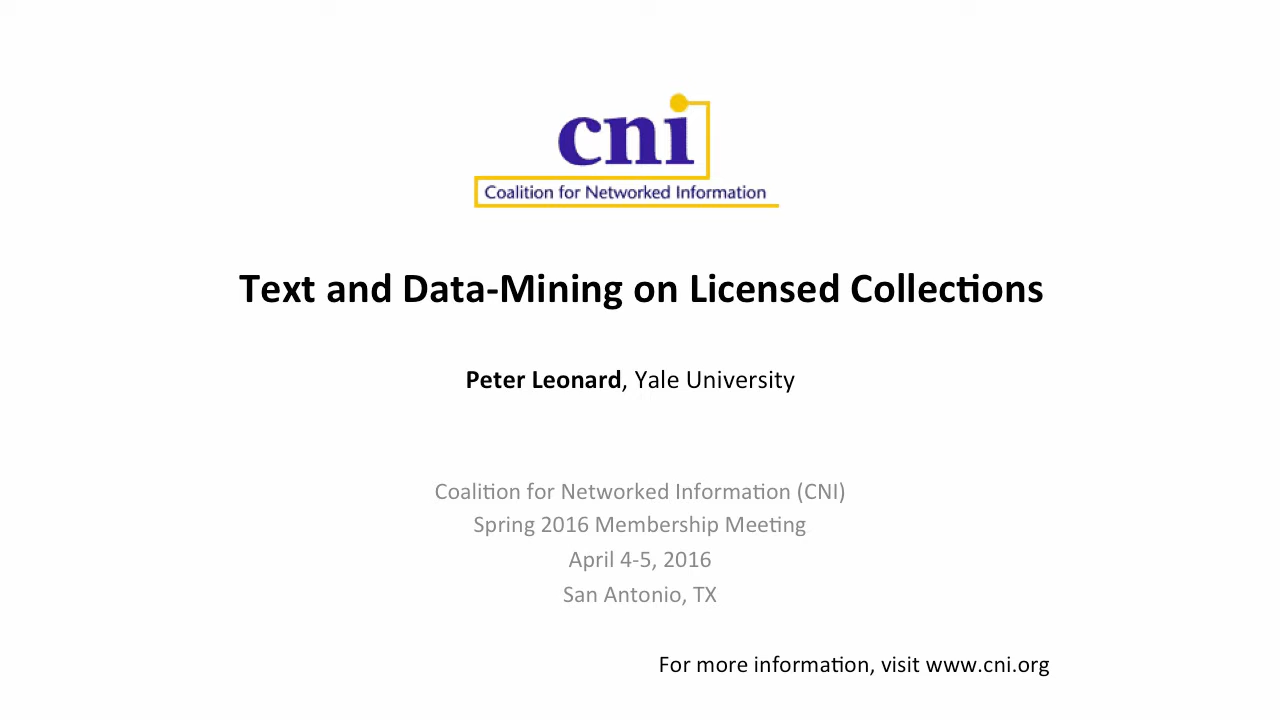 cni
Coalition for Networked Information
Text and Data-Mining on Licensed Collections
Peter Leonard, Yale University
Coalition for Networked Information (CNI)
Spring 2016 Membership Meeting
April 4-5, 2016
San Antonio, TX
For more information, visit www.cni.org